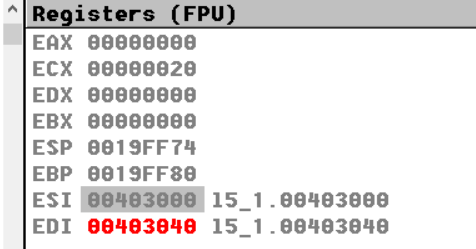 Registers (FPU)
EAX 00000000
ECX 00000020
EDX 00000000
EBX 00000000
ESP 0019FF74
EBP 0019FF80
ESI 00403000 15_1.00403000
EDI 00403040 15_1.00403040